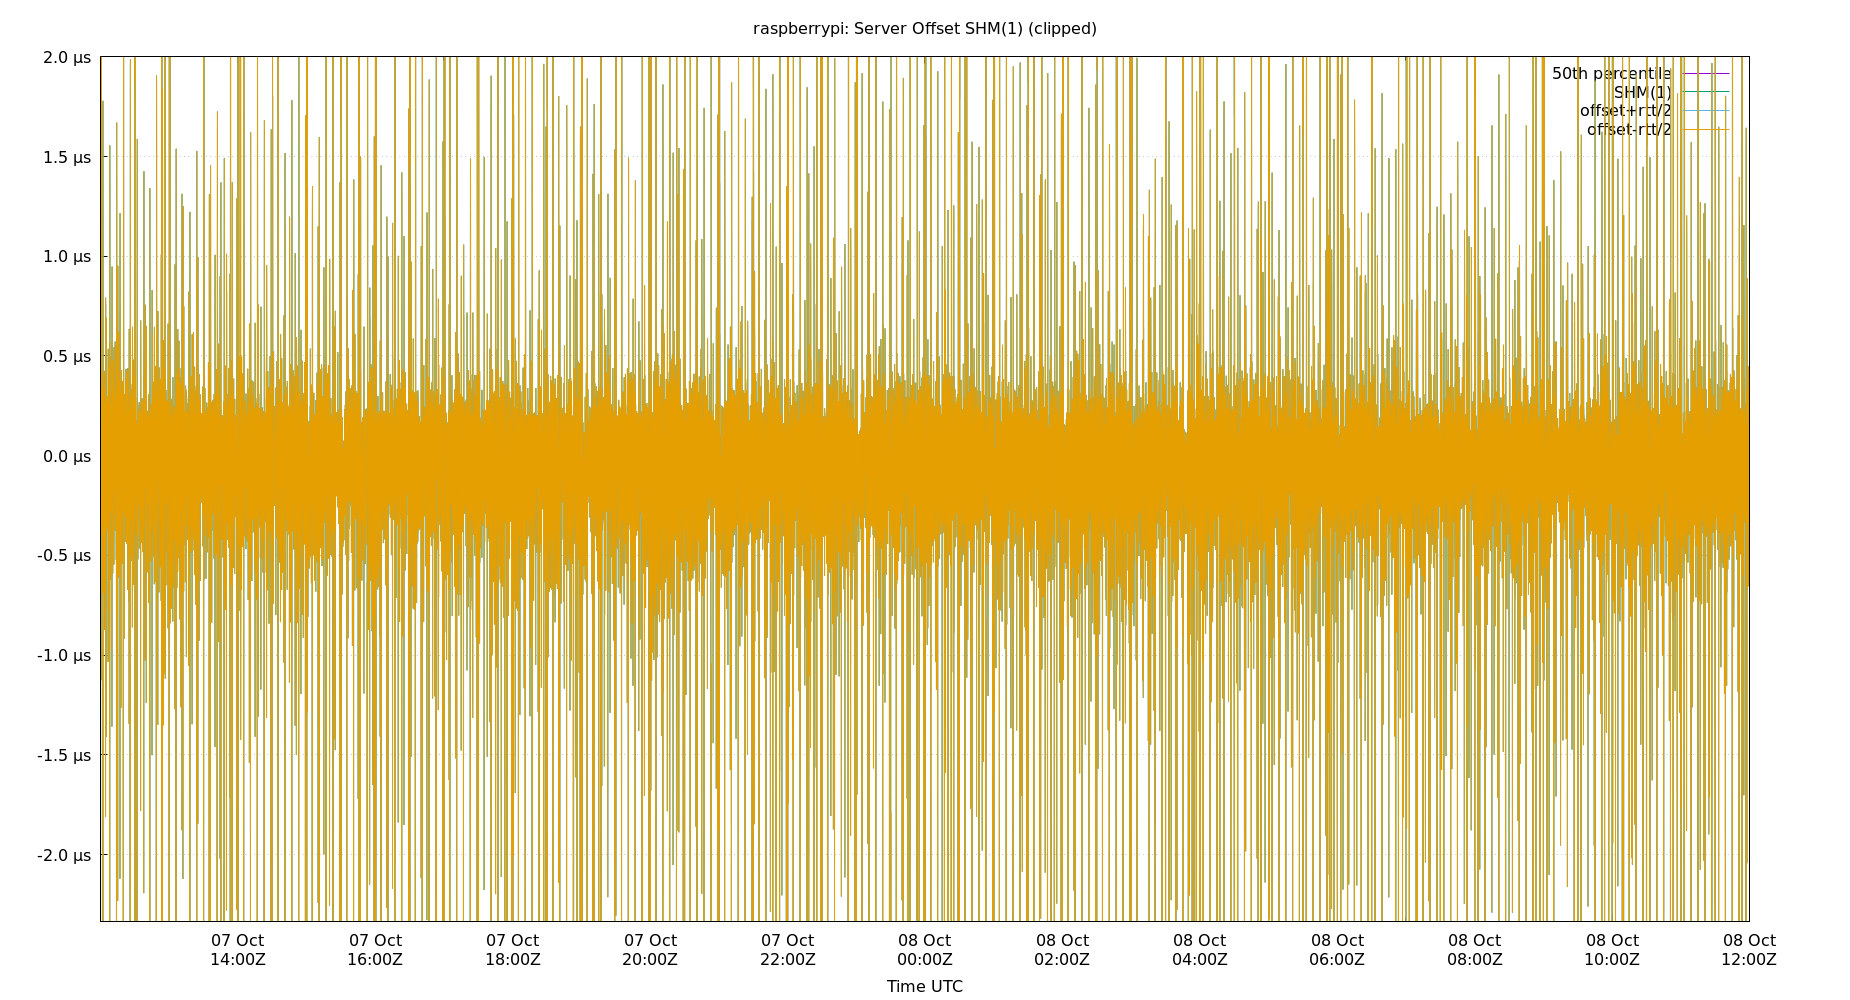 raspberrypi: Server Offset SHM(1) (clipped)
2.0 µs
1.5 µs
1.0 µs
0.5 µs
0.0 µs
-0.5 µs
-1.0 µs
-1.5 µs
-2.0 µs
50th percentile
SHM(1)
offset+rtt/2
offset-rtt/2
07 Oct 07 Oct 07 Oct 07 Oct 07 Oct 08 Oct 08 Oct 08 Oct 08 Oct 08 Oct 08 Oct 08 Oct
14:00Z 16:00Z 18:00Z 20:00Z 22:00Z 00:00Z 02:00Z 04:00Z 06:00Z 08:00Z 10:00Z 12:00Z
Time UTC